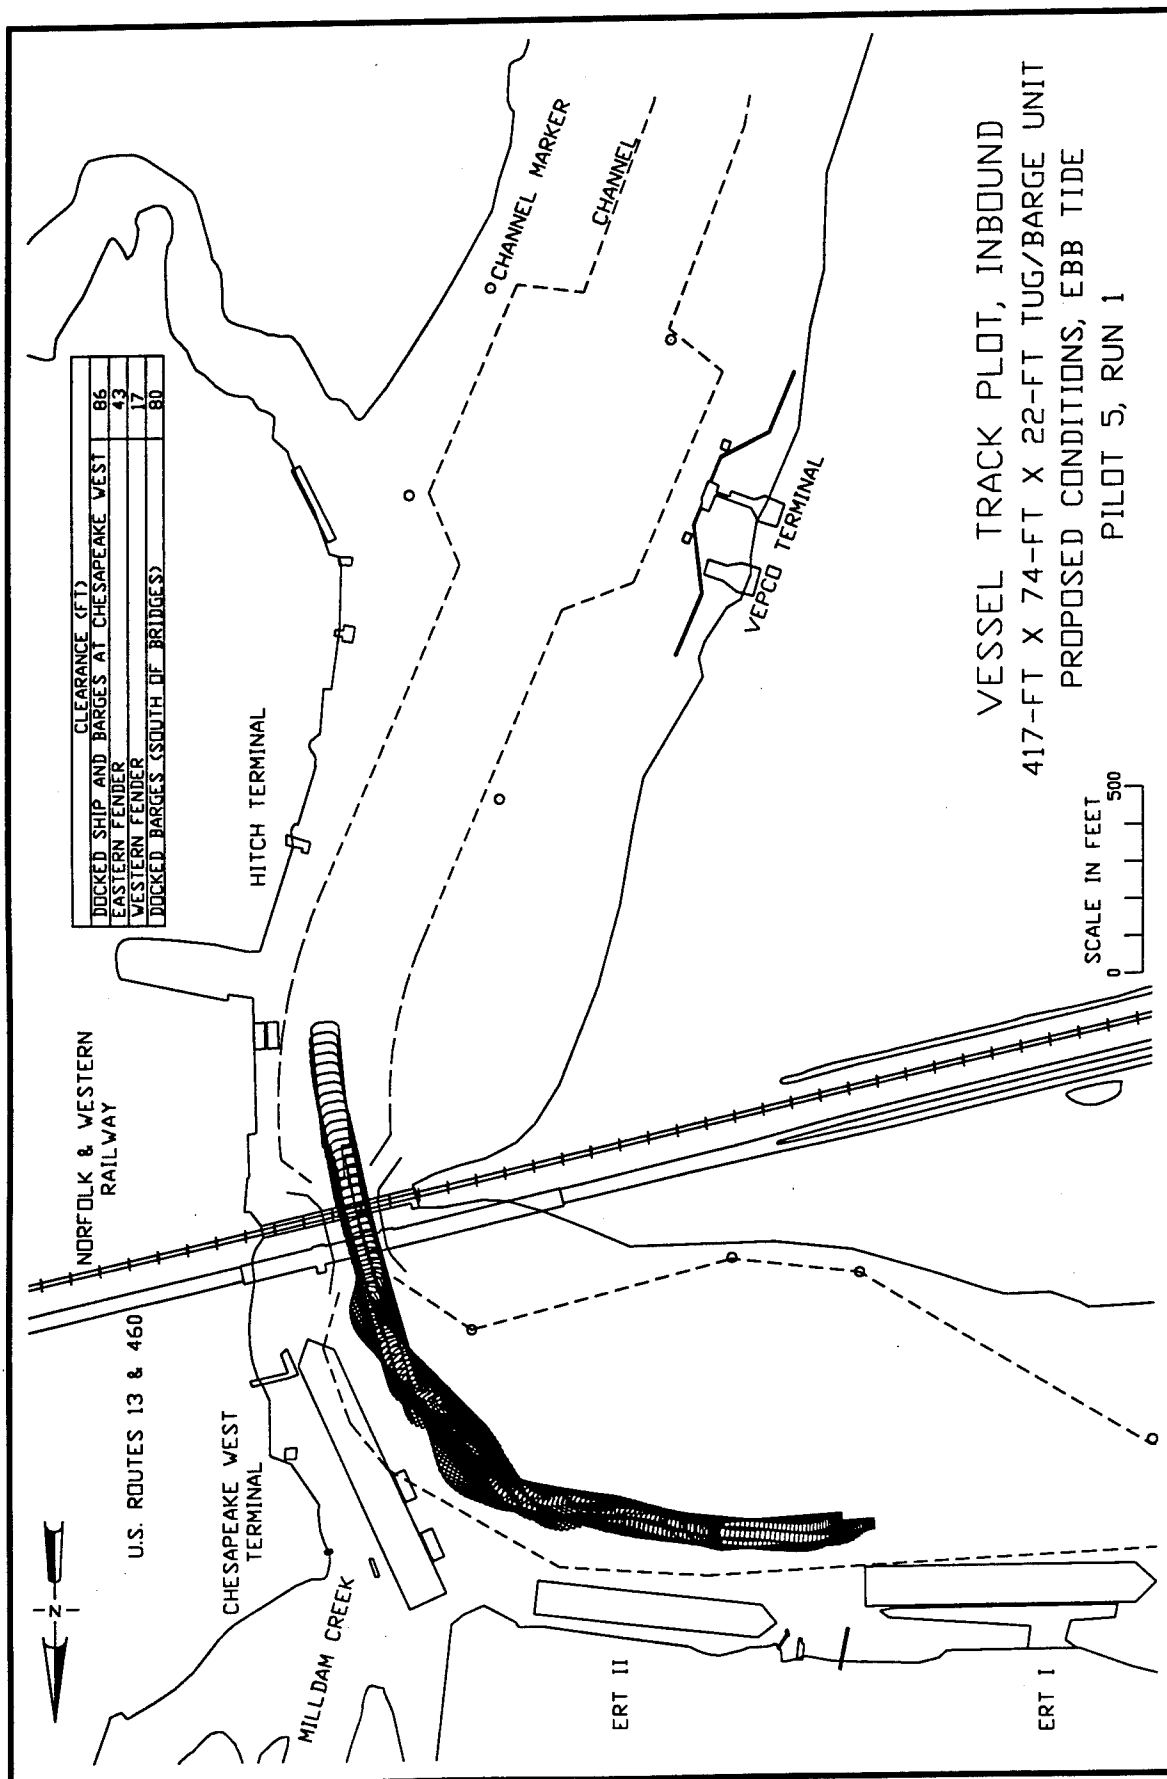 CLEARANCE (FT)
DOCKED SHIP AND BARGES AT CHESAPEAKE WEST 86
EASTERN FENDER 43
WESTERN FENDER 17
DOCKED BARGES (SOUTH OF BRIDGES) 80
N
U.S. ROUTES 13 & 460
NORFOLK & WESTERN
RAILWAY
CHESAPEAKE WEST
TERMINAL
MILLDAM CREEK
HITCH TERMINAL
CHANNEL MARKER
CHANNEL
VEPCO TERMINAL
ERT II
ERT I
SCALE IN FEET
0 500
VESSEL TRACK PLOT, INBOUND
417-FT X 74-FT X 22-FT TUG/BARGE UNIT
PROPOSED CONDITIONS, EBB TIDE
PILOT 5, RUN 1